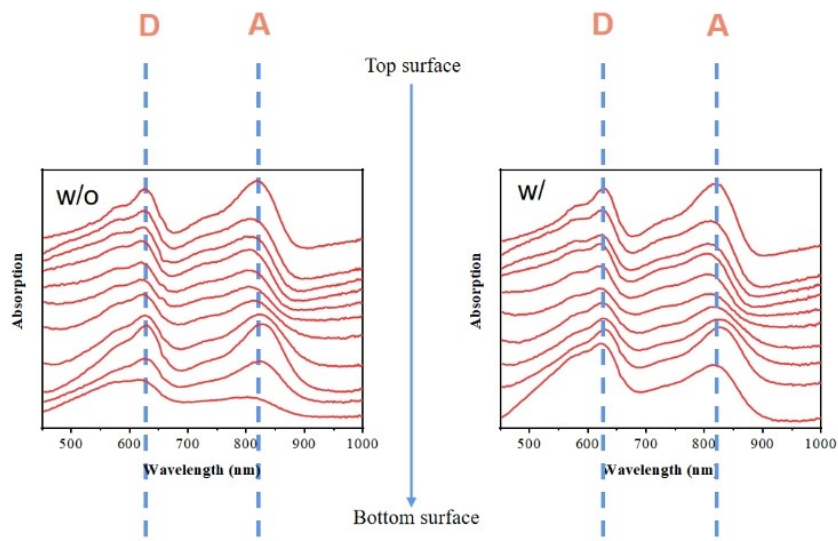 D A D A
Top surface
w/o
w/
Absorption
Absorption
500 600 700 800 900 1000
500 600 700 800 900 1000
Wavelength (nm)
Wavelength (nm)
Bottom surface